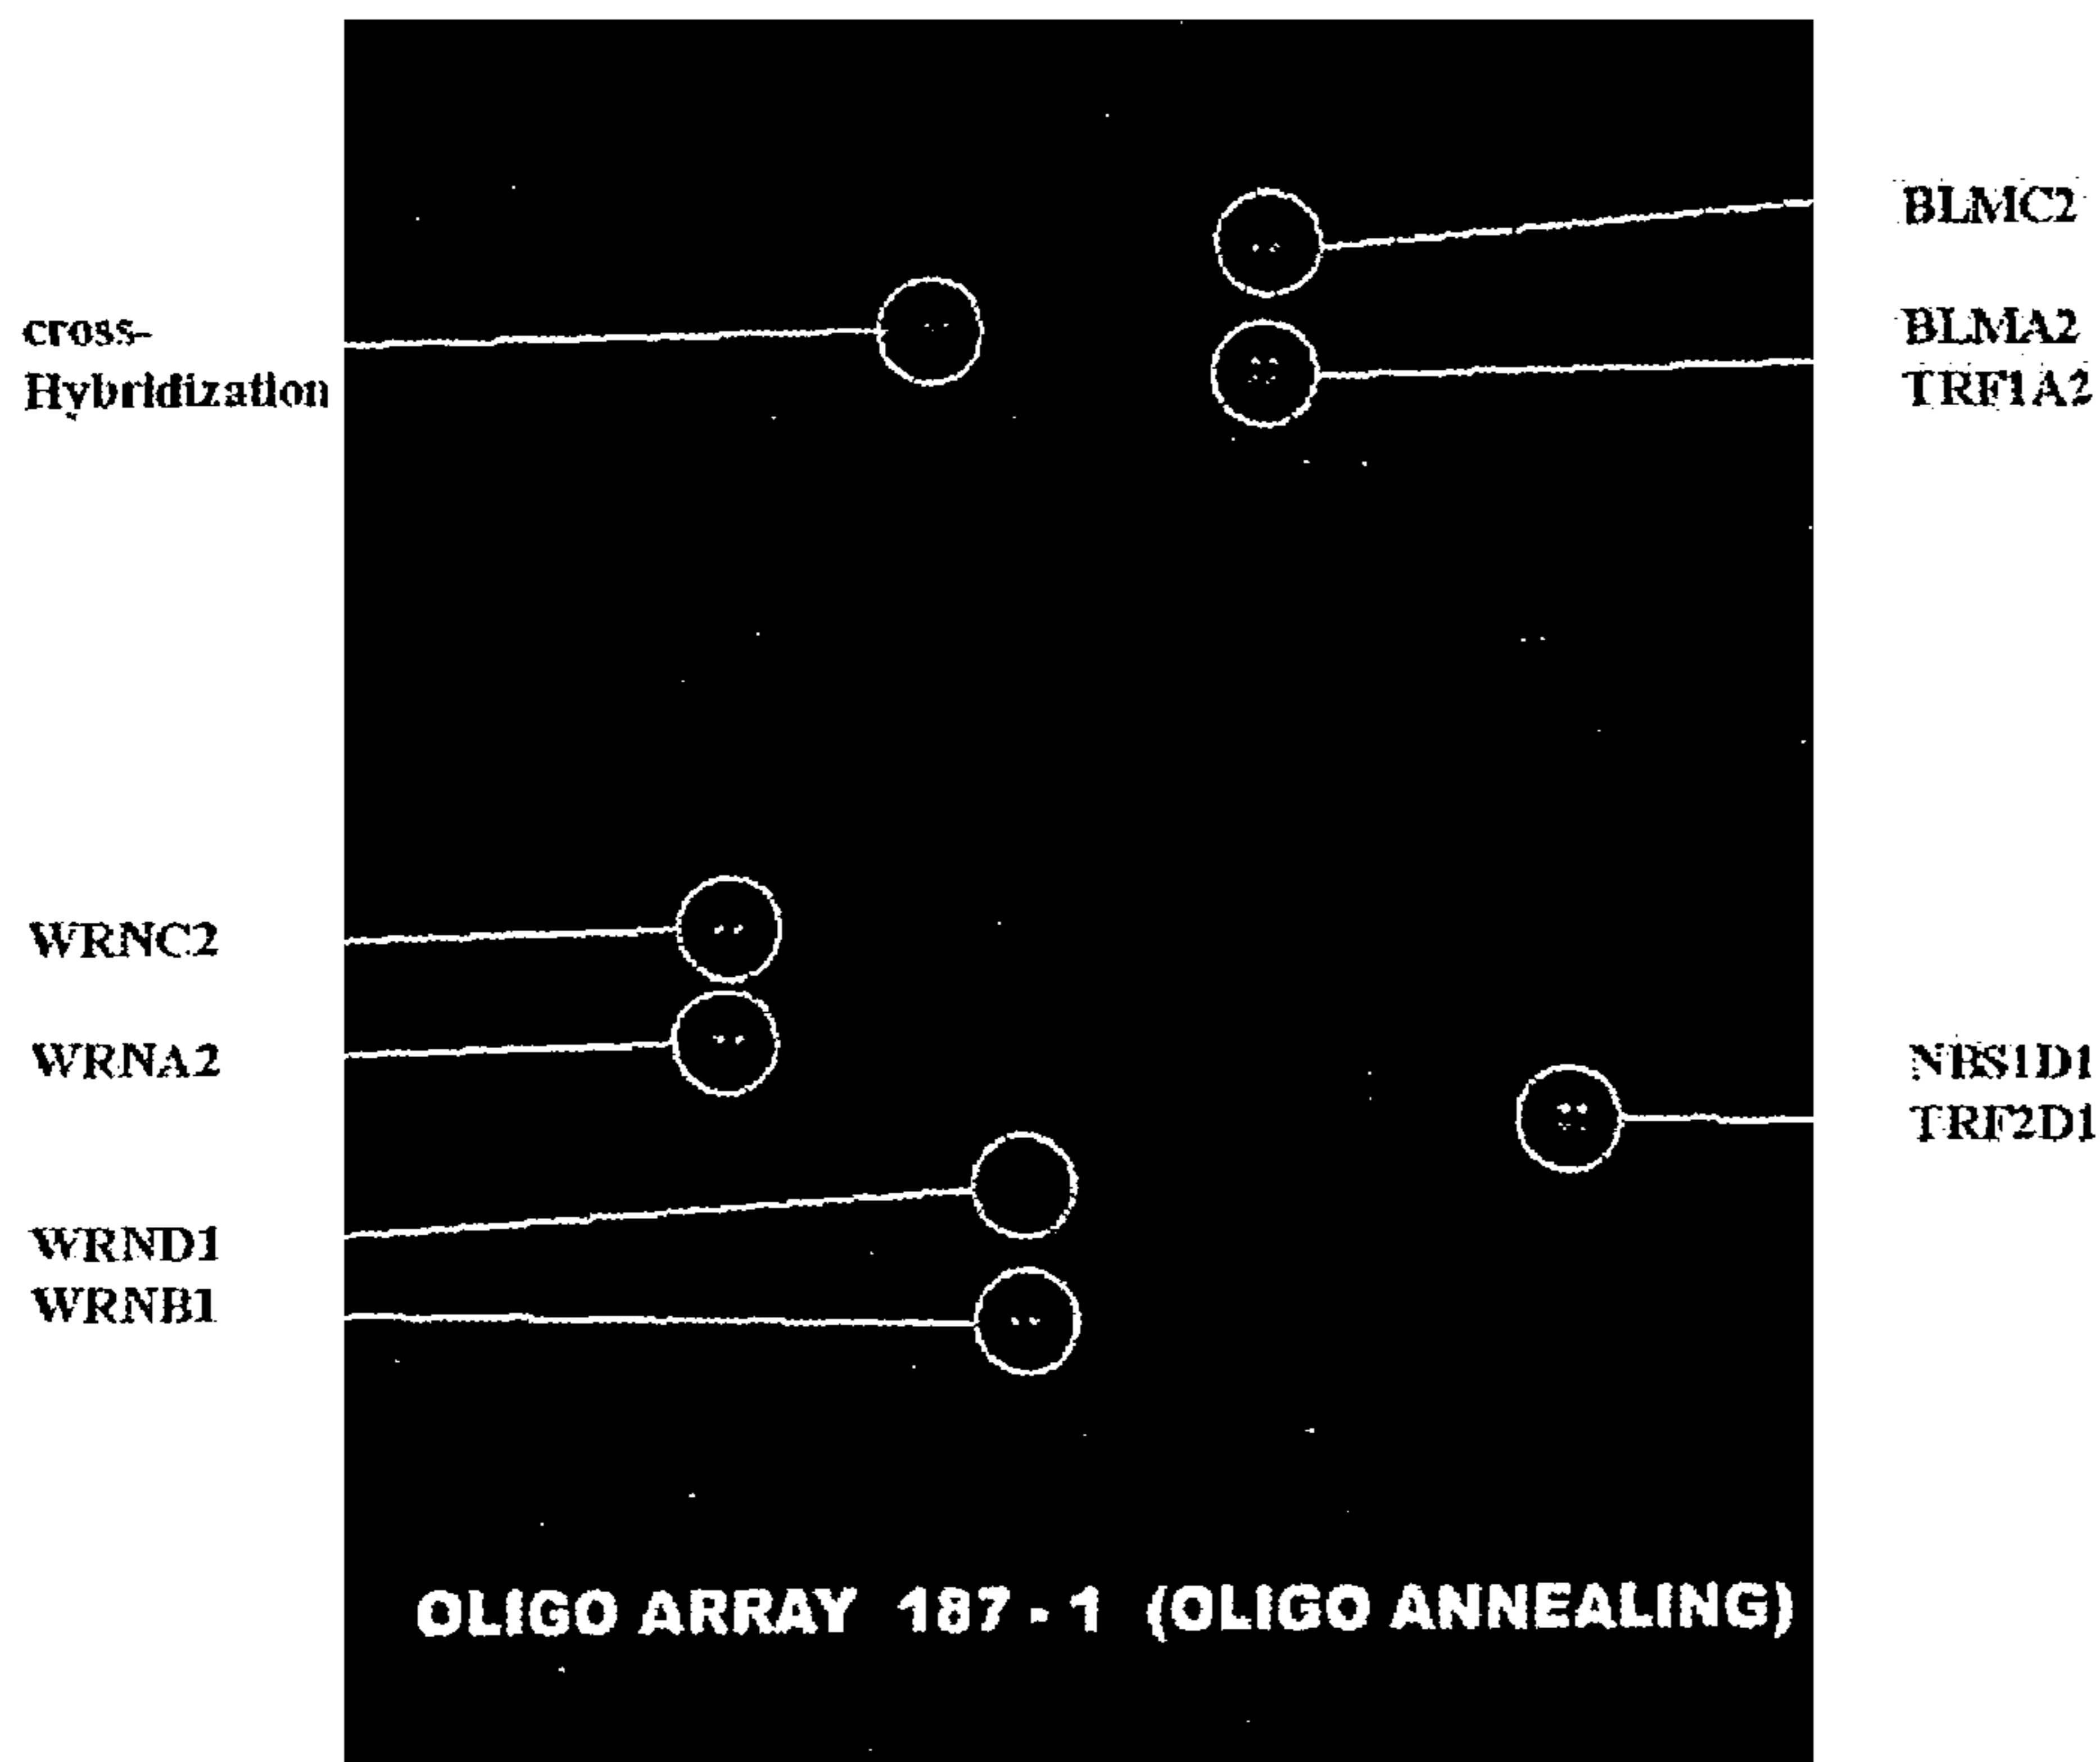 BLMC2
cross-
Hybridization
BLMA2
TRF1A2
WRNC2
WRNA2
NBS1D1
TRF2D1
WRND1
WRNB1
OLIGO ARRAY 187-1 (OLIGO ANNEALING)